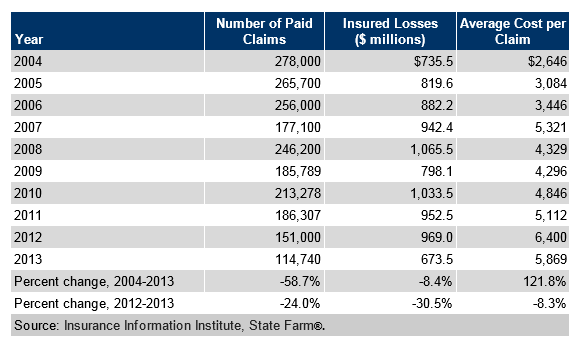 Year Number of Paid Claims Insured Losses ($ millions) Average Cost per Claim
2004 278,000 $735.5 $2,646
2005 265,700 819.6 3,084
2006 256,000 882.2 3,446
2007 177,100 942.4 5,321
2008 246,200 1,065.5 4,329
2009 185,789 798.1 4,296
2010 213,278 1,033.5 4,846
2011 186,307 952.5 5,112
2012 151,000 969.0 6,400
2013 114,740 673.5 5,869
Percent change, 2004-2013 -58.7% -8.4% 121.8%
Percent change, 2012-2013 -24.0% -30.5% -8.3%
Source: Insurance Information Institute, State Farm®.